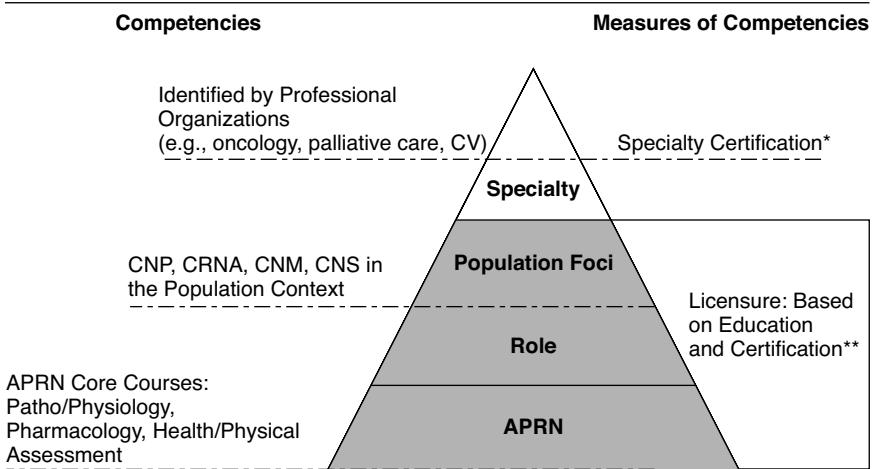 Competencies
Measures of Competencies
Identified by Professional
Organizations
(e.g., oncology, palliative care, CV)
Specialty Certification*
Specialty
CNP, CRNA, CNM, CNS in
the Population Context
Population Foci
Licensure: Based
on Education
and Certification**
Role
APRN Core Courses:
Patho/Physiology,
Pharmacology, Health/Physical
Assessment
APRN